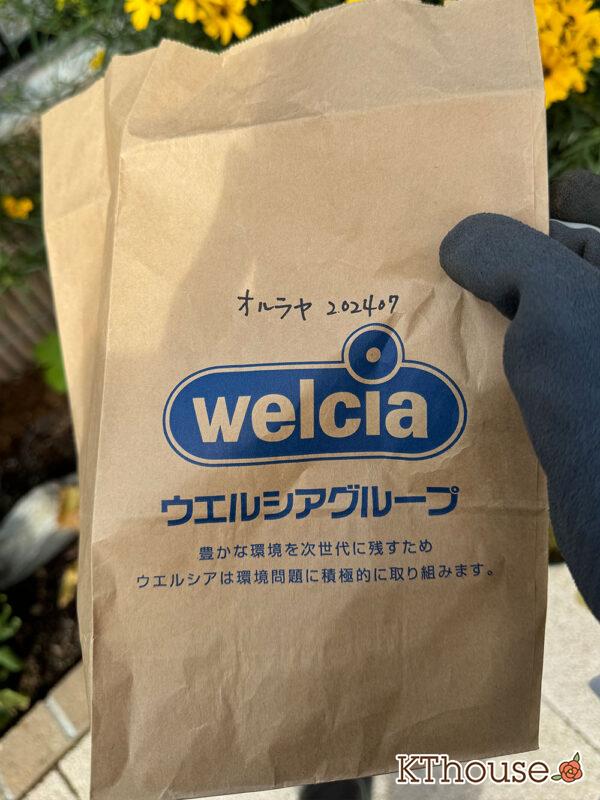 オルラヤ 202407
welcia
ウエルシアグループ
豊かな環境を次世代に残すため
ウエルシアは環境問題に積極的に取り組みます。
KThouse